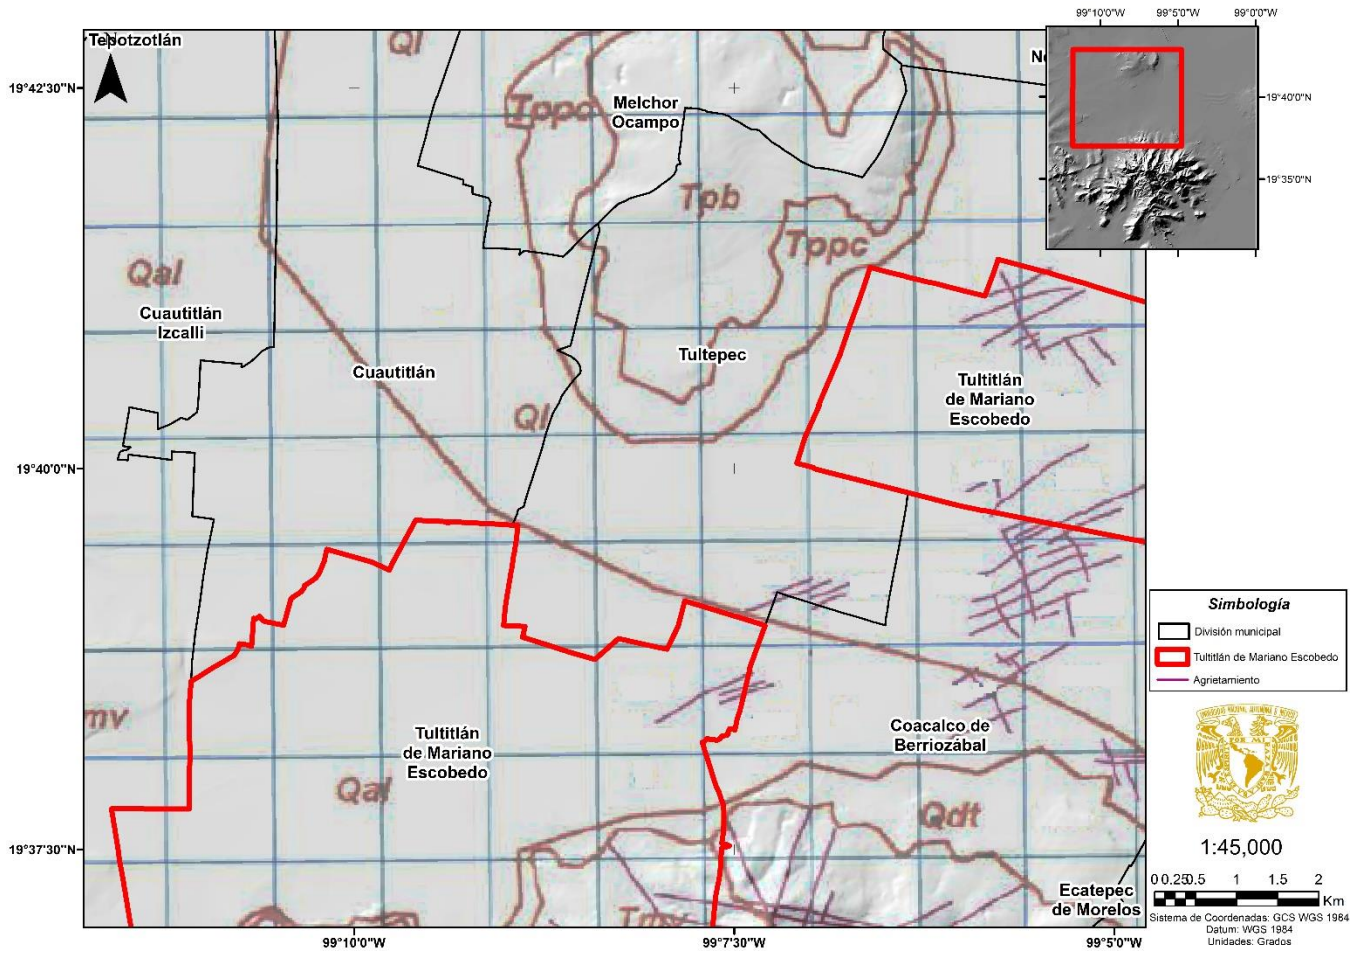 99°10'0"W 99°5'0"W 99°0'0"W
Tepotzotlán
N
Ql
19°42'30"N
Melchor
Ocampo
19°40'0"N
Tpb
Tppc
19°35'0"N
Qal
Cuautitlán
Izcalli
Cuautitlán
Tultepec
Tultitlán
de Mariano
Escobedo
Ql
19°40'0"N
Tultitlán
de Mariano
Escobedo
Qal
Coacalco de
Berriozábal
Qdt
19°37'30"N
Ecatepec
de Morelos
99°10'0"W 99°7'30"W 99°5'0"W
Simbología
División municipal
Tultitlán de Mariano Escobedo
Agrietamiento
1:45,000
0 0.25 0.5 1 1.5 2
Km
Sistema de Coordenadas: GCS WGS 1984
Datum: WGS 1984
Unidades: Grados